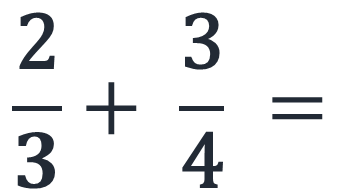 2/3 + 3/4 =